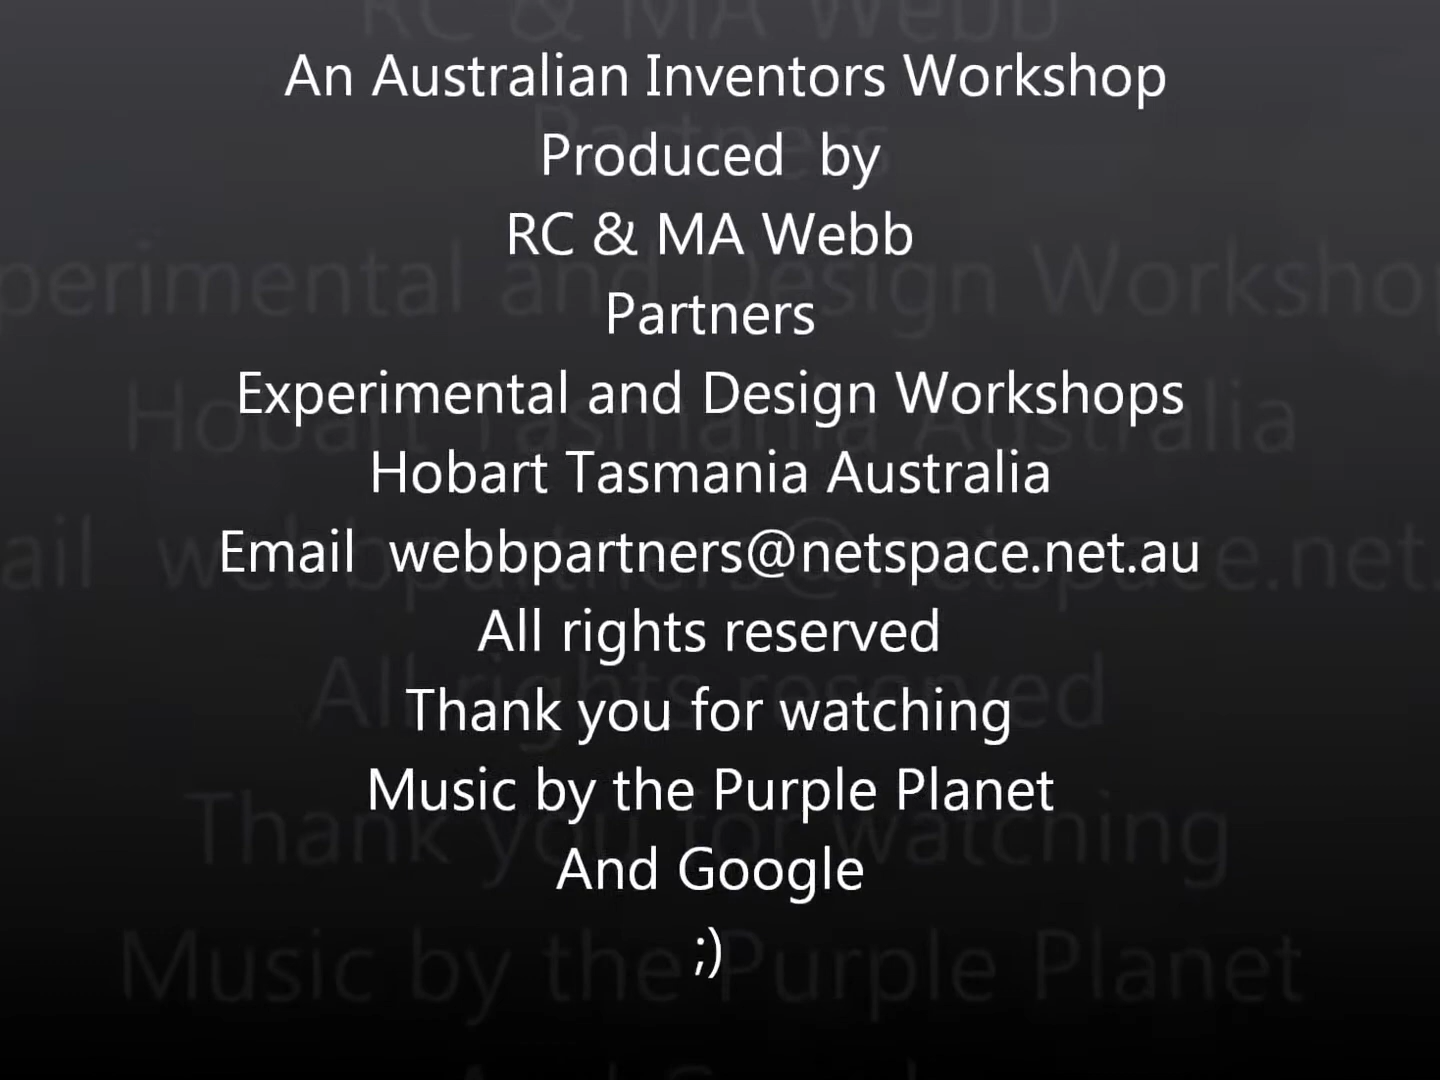 An Australian Inventors Workshop
Produced  by
RC & MA Webb
Partners
Experimental and Design Workshops
Hobart Tasmania Australia
Email  webbpartners@netspace.net.au
All rights reserved
Thank you for watching
Music by the Purple Planet
And Google
;)